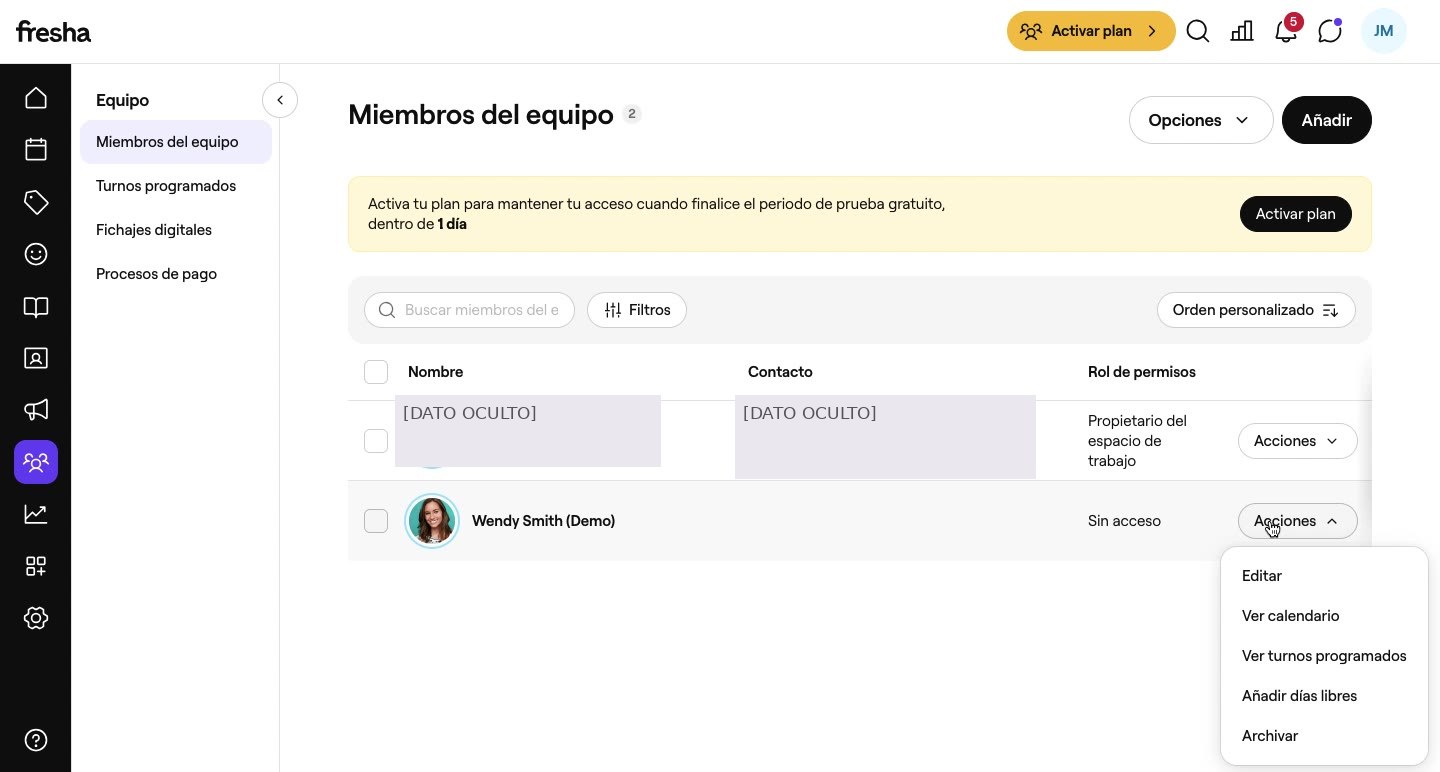 fresha
Activar plan
5
JM
Equipo
Miembros del equipo
Turnos programados
Fichajes digitales
Procesos de pago
Miembros del equipo 2
Opciones
Añadir
Activa tu plan para mantener tu acceso cuando finalice el periodo de prueba gratuito,
dentro de 1 día
Activar plan
Buscar miembros del e
Filtros
Orden personalizado
Nombre
Contacto
Rol de permisos
[DATO OCULTO]
[DATO OCULTO]
Propietario del
espacio de
trabajo
Acciones
Wendy Smith (Demo)
Sin acceso
Acciones
Editar
Ver calendario
Ver turnos programados
Añadir días libres
Archivar